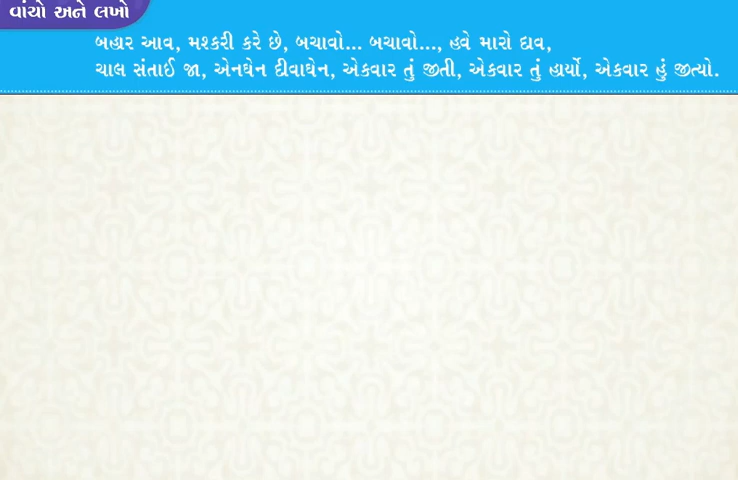 વાંચો અને લખો
બહાર આવ, મશ્કરી કરે છે, બચાવો... બચાવો..., હવે મારો દાવ,
ચાલ સંતાઈ જા, એનઘેન દીવાઘેન, એકવાર તું જીતી, એકવાર તું હાર્યો, એકવાર હું જીત્યો.